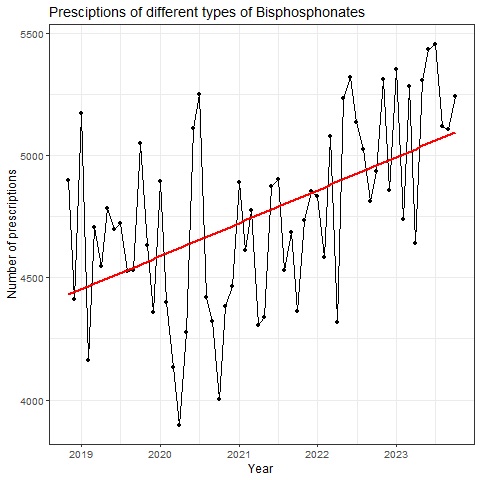 Presciptions of different types of Bisphosphonates
5500
5000
4500
4000
Number of prescriptions
2019 2020 2021 2022 2023
Year